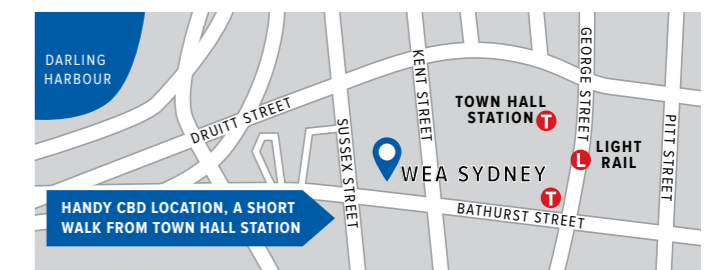 DARLING
HARBOUR
DRUITT STREET
SUSSEX STREET
KENT STREET
TOWN HALL
STATION T
GEORGE STREET
L LIGHT
RAIL
PITT STREET
WEA SYDNEY
T
BATHURST STREET
HANDY CBD LOCATION, A SHORT
WALK FROM TOWN HALL STATION